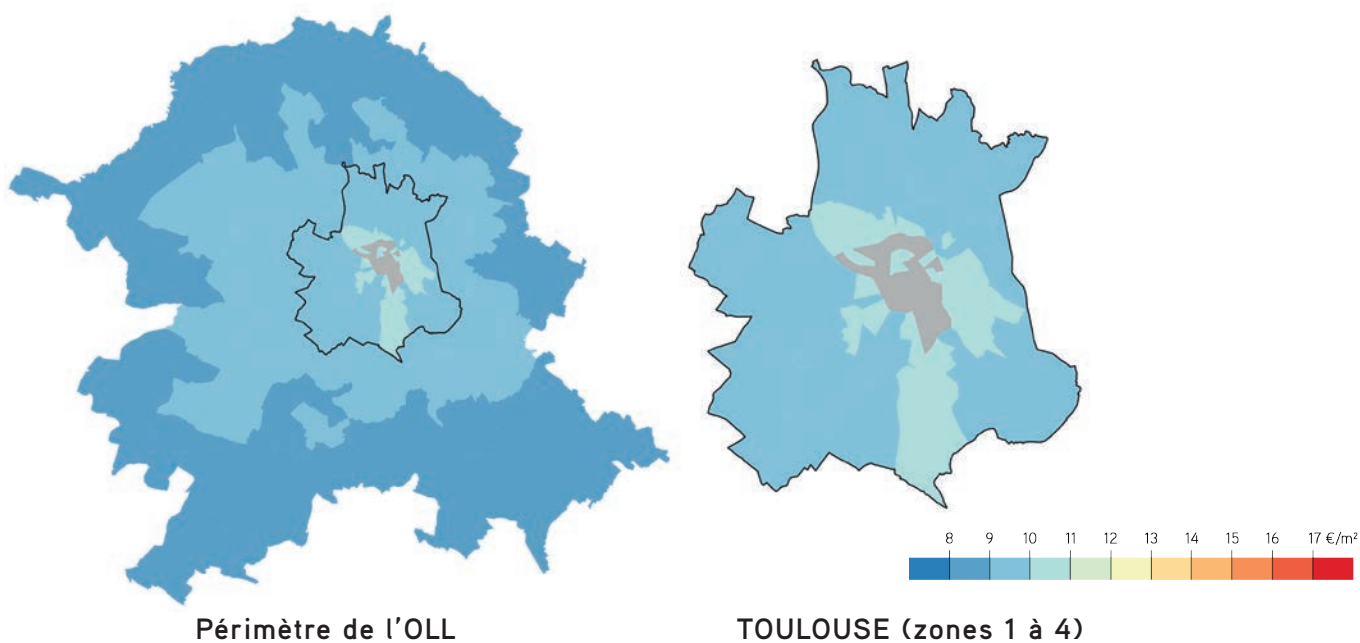 8 9 10 11 12 13 14 15 16 17 €/m²
Périmètre de l'OLL
TOULOUSE (zones 1 à 4)